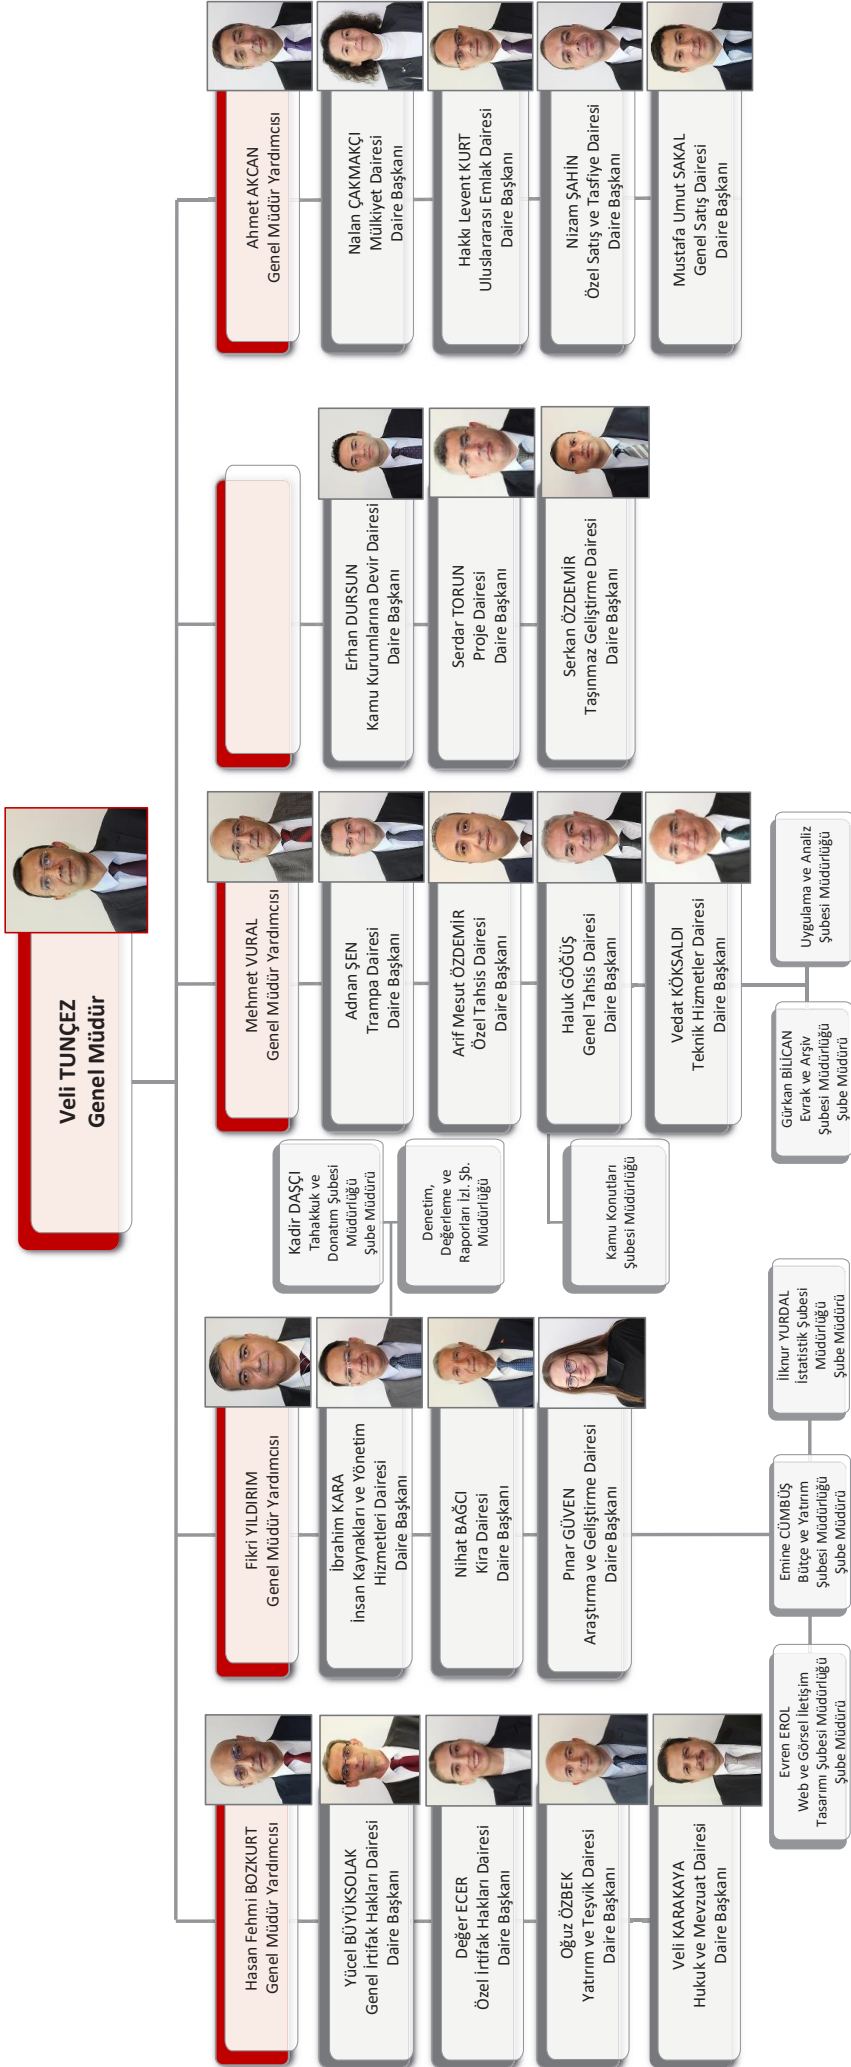 Veli TUNÇEZ
Genel Müdür
Hasan Fehmi BOZKURT
Genel Müdür Yardımcısı
Yücel BÜYÜKSOLAK
Genel İrtifak Hakları Dairesi
Daire Başkanı
Değer ECER
Özel İrtifak Hakları Dairesi
Daire Başkanı
Oğuz ÖZBEK
Yatırım ve Teşvik Dairesi
Daire Başkanı
Veli KARAKAYA
Hukuk ve Mevzuat Dairesi
Daire Başkanı
Fikri YILDIRIM
Genel Müdür Yardımcısı
İbrahim KARA
İnsan Kaynakları ve Yönetim
Hizmetleri Dairesi
Daire Başkanı
Kadir DAŞÇI
Tahakkuk ve
Donatım Şubesi
Müdürlüğü
Şube Müdürü
Denetim,
Değerleme ve
Raporları İzl. Şb.
Müdürlüğü
Nihat BAĞCI
Kira Dairesi
Daire Başkanı
Pınar GÜVEN
Araştırma ve Geliştirme Dairesi
Daire Başkanı
Evren EROL
Web ve Görsel İletişim
Tasarımı Şubesi Müdürlüğü
Şube Müdürü
Emine CÜMBÜŞ
Bütçe ve Yatırım
Şubesi Müdürlüğü
Şube Müdürü
İlknur YURDAL
İstatistik Şubesi
Müdürlüğü
Şube Müdürü
Mehmet VURAL
Genel Müdür Yardımcısı
Adnan ŞEN
Trampa Dairesi
Daire Başkanı
Arif Mesut ÖZDEMİR
Özel Tahsis Dairesi
Daire Başkanı
Haluk GÖĞÜŞ
Genel Tahsis Dairesi
Daire Başkanı
Kamu Konutları
Şubesi Müdürlüğü
Vedat KÖKSALDI
Teknik Hizmetler Dairesi
Daire Başkanı
Gürkan BİLİCAN
Evrak ve Arşiv
Şubesi Müdürlüğü
Şube Müdürü
Uygulama ve Analiz
Şubesi Müdürlüğü
Erhan DURSUN
Kamu Kurumlarına Devir Dairesi
Daire Başkanı
Serdar TORUN
Proje Dairesi
Daire Başkanı
Serkan ÖZDEMİR
Taşınmaz Geliştirme Dairesi
Daire Başkanı
Ahmet AKCAN
Genel Müdür Yardımcısı
Nalan ÇAKMAKÇI
Mülkiyet Dairesi
Daire Başkanı
Hakkı Levent KURT
Uluslararası Emlak Dairesi
Daire Başkanı
Nizam ŞAHİN
Özel Satış ve Tasfiye Dairesi
Daire Başkanı
Mustafa Umut SAKAL
Genel Satış Dairesi
Daire Başkanı